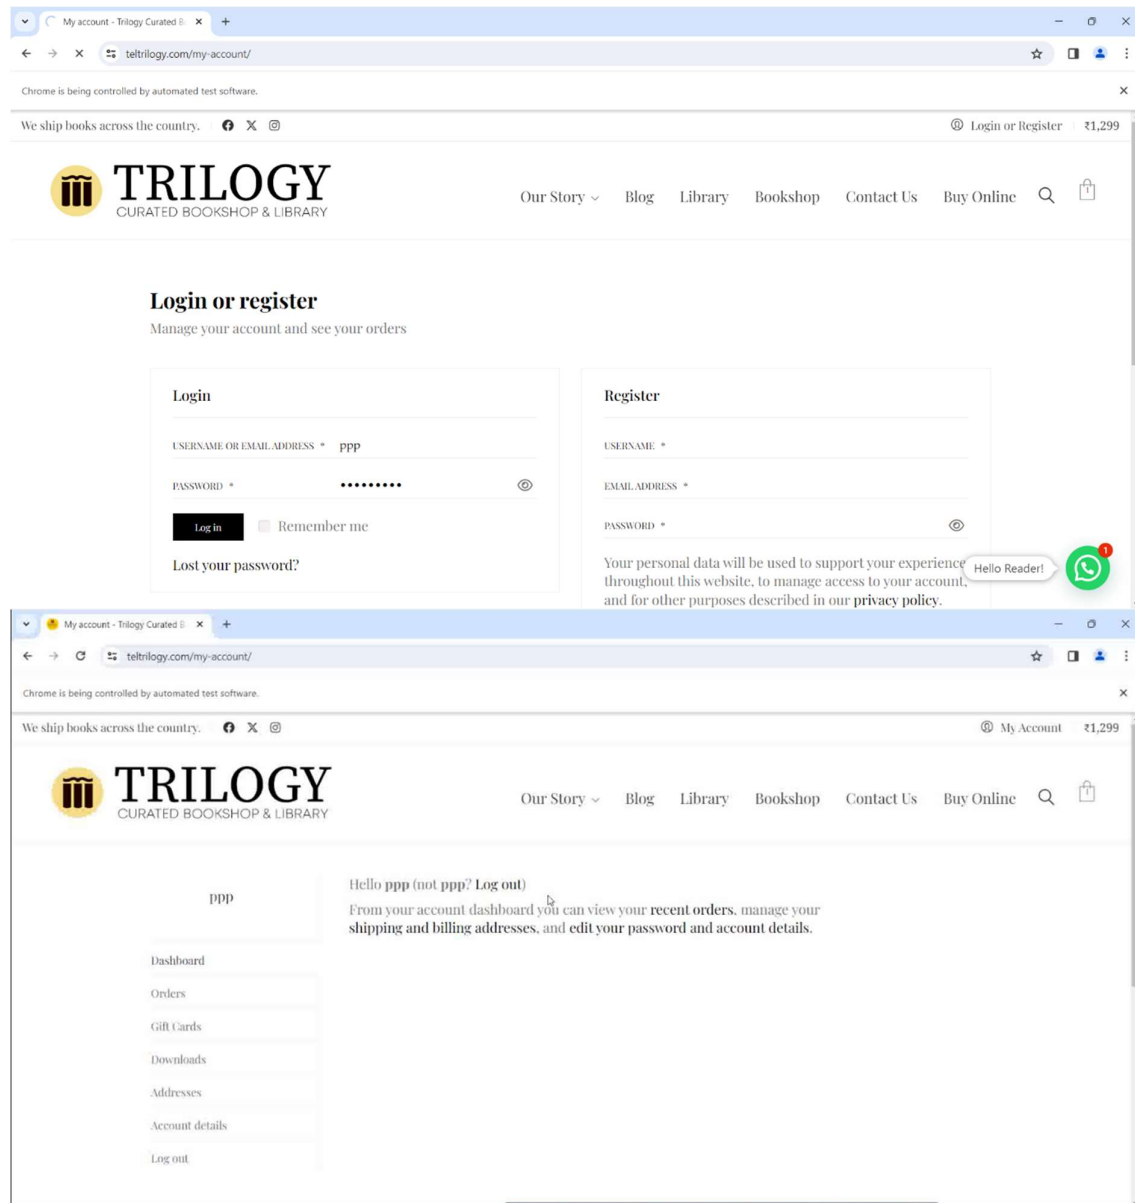 My account - Trilogy Curated B
teltrilogy.com/my-account/
Chrome is being controlled by automated test software.
We ship books across the country. Login or Register ₹1,299
TRILOGY
CURATED BOOKSHOP & LIBRARY
Our Story Blog Library Bookshop Contact Us Buy Online 1
Login or register
Manage your account and see your orders
Login
USERNAME OR EMAIL ADDRESS * ppp
PASSWORD * •••••••••
Log in Remember me
Lost your password?
Register
USERNAME *
EMAIL ADDRESS *
PASSWORD *
Your personal data will be used to support your experience
throughout this website, to manage access to your account,
and for other purposes described in our privacy policy.
Hello Reader! 1
My account - Trilogy Curated B
teltrilogy.com/my-account/
Chrome is being controlled by automated test software.
We ship books across the country. My Account ₹1,299
TRILOGY
CURATED BOOKSHOP & LIBRARY
Our Story Blog Library Bookshop Contact Us Buy Online 1
ppp
Dashboard
Orders
Gift Cards
Downloads
Addresses
Account details
Log out
Hello ppp (not ppp? Log out)
From your account dashboard you can view your recent orders, manage your
shipping and billing addresses, and edit your password and account details.